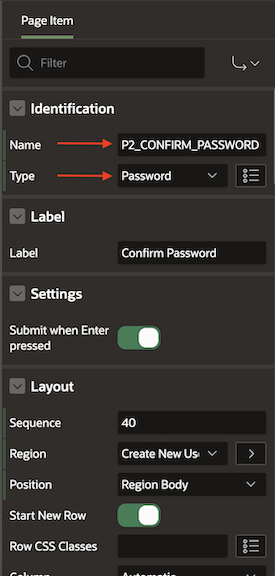 Page Item
Filter
Identification
Name P2_CONFIRM_PASSWORD
Type Password
Label
Label Confirm Password
Settings
Submit when Enter
pressed
Layout
Sequence 40
Region Create New Use
Position Region Body
Start New Row
Row CSS Classes
Column Automatic